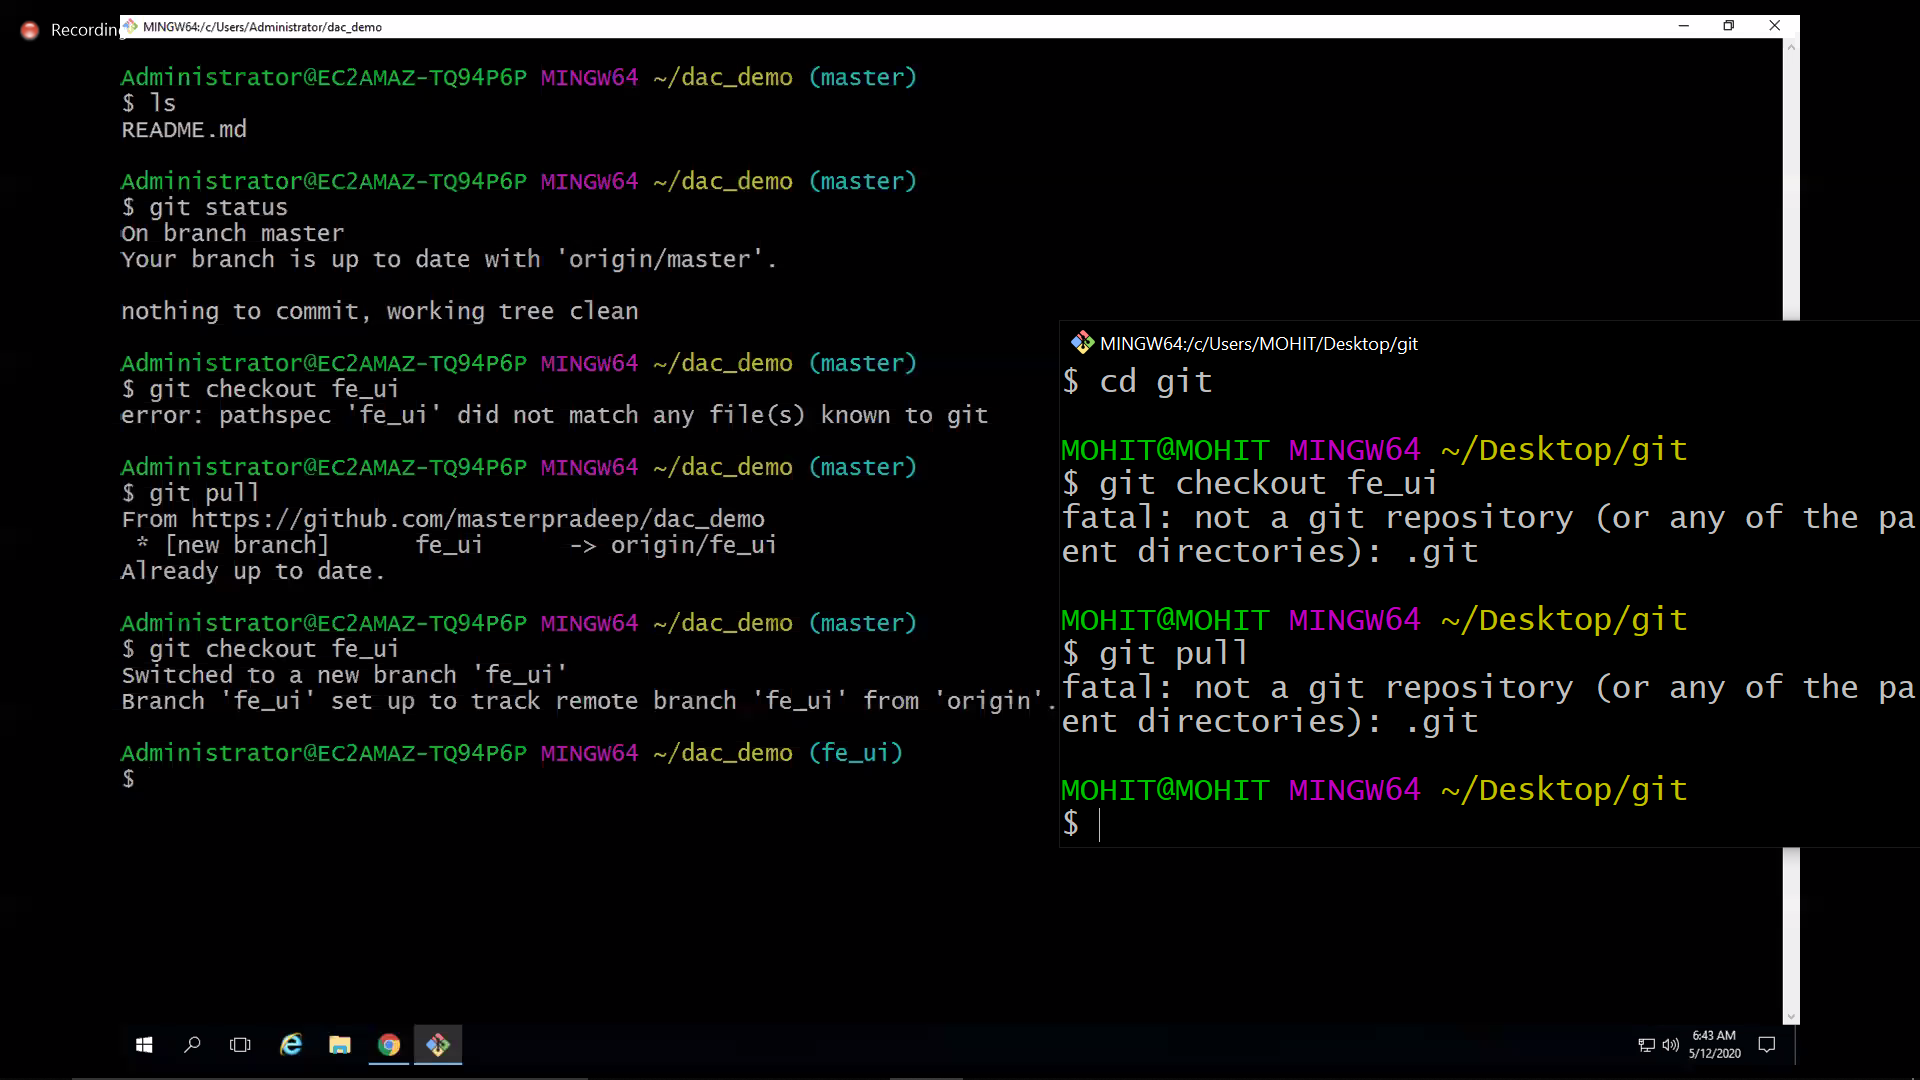 Recording
MINGW64:/c/Users/Administrator/dac_demo
Administrator@EC2AMAZ-TQ94P6P MINGW64 ~/dac_demo (master)
$ ls
README.md
Administrator@EC2AMAZ-TQ94P6P MINGW64 ~/dac_demo (master)
$ git status
On branch master
Your branch is up to date with 'origin/master'.
nothing to commit, working tree clean
Administrator@EC2AMAZ-TQ94P6P MINGW64 ~/dac_demo (master)
$ git checkout fe_ui
error: pathspec 'fe_ui' did not match any file(s) known to git
Administrator@EC2AMAZ-TQ94P6P MINGW64 ~/dac_demo (master)
$ git pull
From https://github.com/masterpradeep/dac_demo
 * [new branch]      fe_ui      -> origin/fe_ui
Already up to date.
Administrator@EC2AMAZ-TQ94P6P MINGW64 ~/dac_demo (master)
$ git checkout fe_ui
Switched to a new branch 'fe_ui'
Branch 'fe_ui' set up to track remote branch 'fe_ui' from 'origin'.
Administrator@EC2AMAZ-TQ94P6P MINGW64 ~/dac_demo (fe_ui)
$
MINGW64:/c/Users/MOHIT/Desktop/git
$ cd git
MOHIT@MOHIT MINGW64 ~/Desktop/git
$ git checkout fe_ui
fatal: not a git repository (or any of the pa
ent directories): .git
MOHIT@MOHIT MINGW64 ~/Desktop/git
$ git pull
fatal: not a git repository (or any of the pa
ent directories): .git
MOHIT@MOHIT MINGW64 ~/Desktop/git
$
6:43 AM
5/12/2020